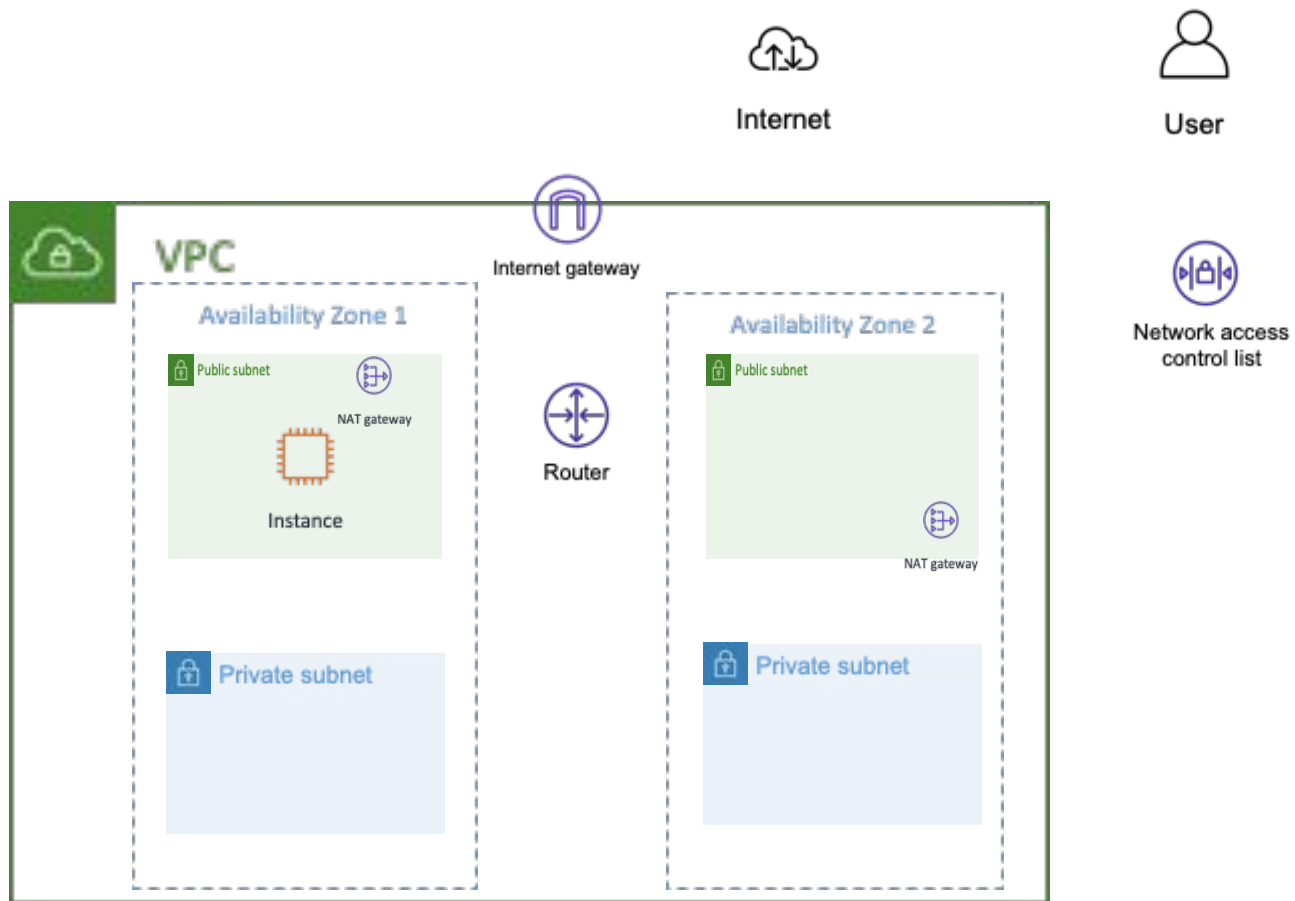 Internet
User
VPC
Internet gateway
Availability Zone 1
Availability Zone 2
Network access
control list
Public subnet
NAT gateway
Instance
Router
Public subnet
NAT gateway
Private subnet
Private subnet